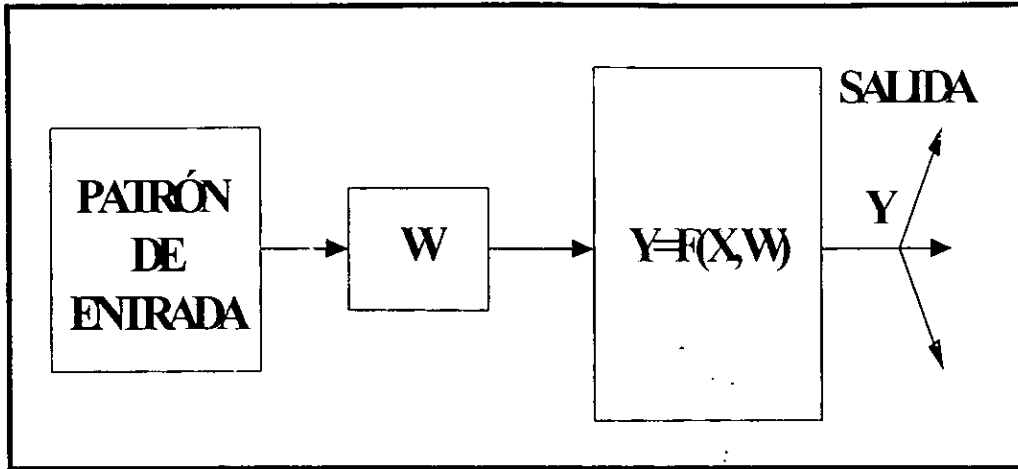 PATRÓN
DE
ENTRADA
W
Y=F(X,W)
SALIDA
Y